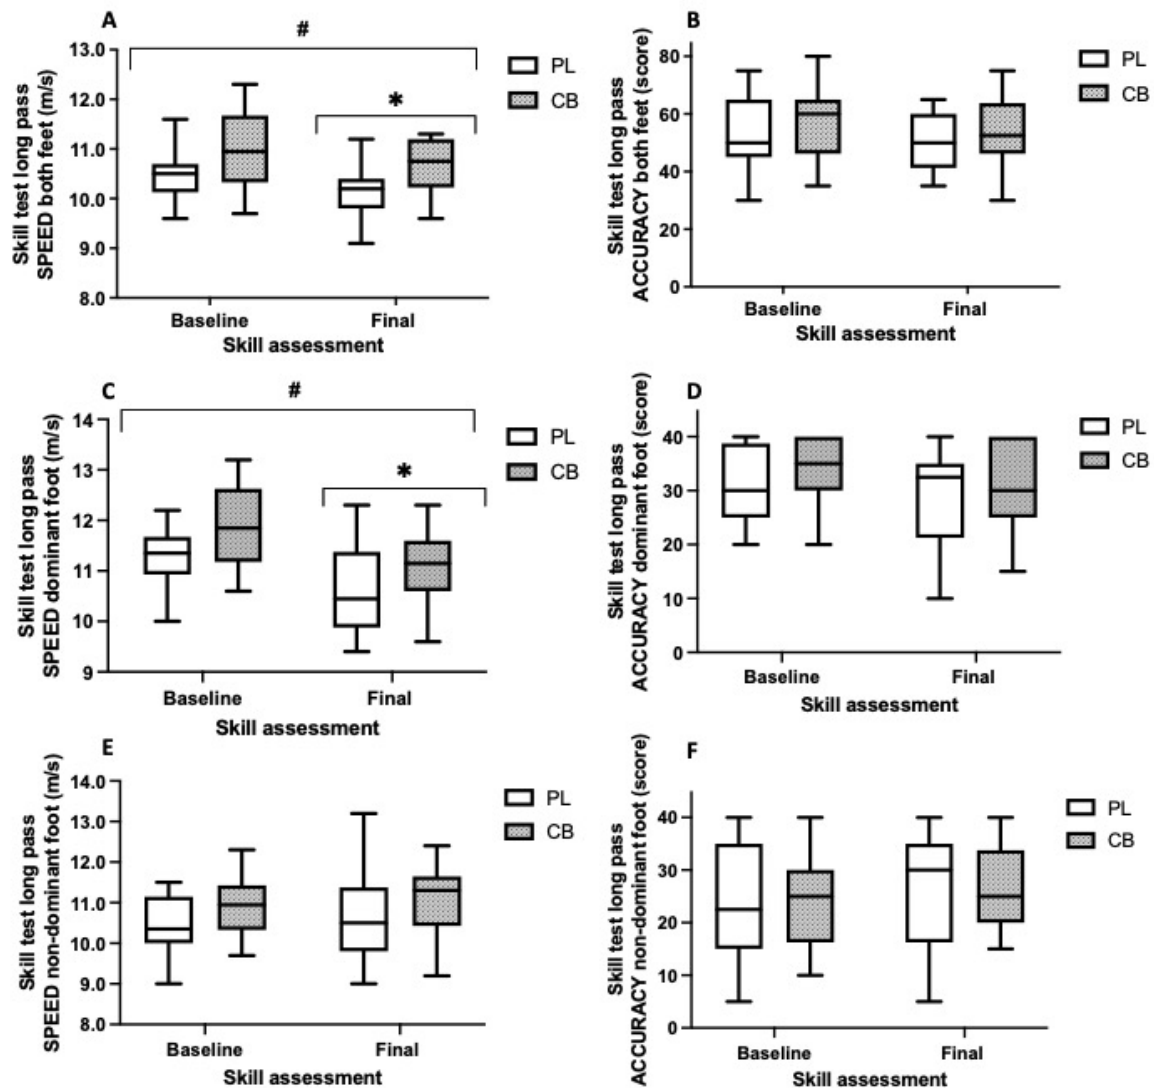 A
#
Skill test long pass
SPEED both feet (m/s)
13.0
12.0
11.0
10.0
9.0
8.0
*
PL
CB
Baseline
Final
Skill assessment
B
Skill test long pass
ACCURACY both feet (score)
80
60
40
20
0
PL
CB
Baseline
Final
Skill assessment
C
#
Skill test long pass
SPEED dominant foot (m/s)
14
13
12
11
10
9
*
PL
CB
Baseline
Final
Skill assessment
D
Skill test long pass
ACCURACY dominant foot (score)
40
30
20
10
0
PL
CB
Baseline
Final
Skill assessment
E
Skill test long pass
SPEED non-dominant foot (m/s)
14.0
13.0
12.0
11.0
10.0
9.0
8.0
PL
CB
Baseline
Final
Skill assessment
F
Skill test long pass
ACCURACY non-dominant foot (score)
40
30
20
10
0
PL
CB
Baseline
Final
Skill assessment